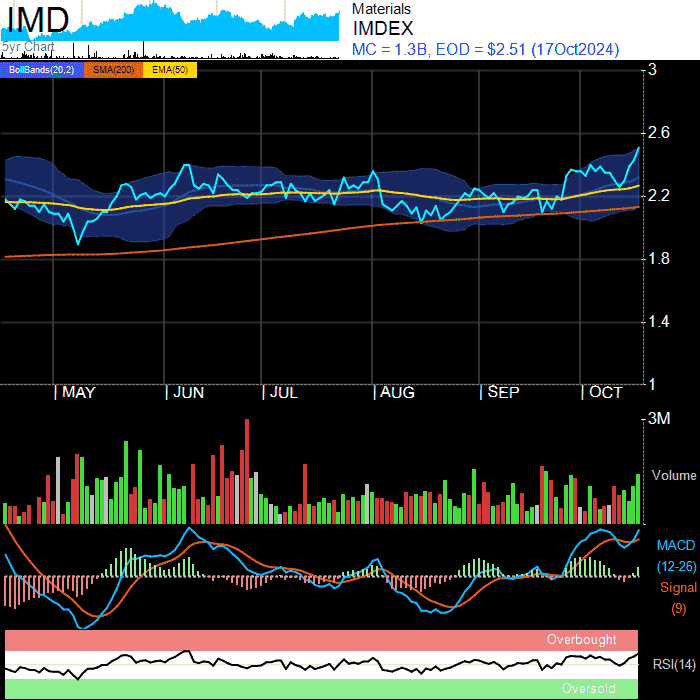 IMD
5yr Chart
Materials
IMDEX
MC = 1.3B, EOD = $2.51 (17Oct2024)
BollBands(20,2) SMA(200) EMA(50)
3
2.6
2.2
1.8
1.4
1
MAY JUN JUL AUG SEP OCT
3M
Volume
MACD
(12-26)
Signal
(9)
Overbought
RSI(14)
Oversold